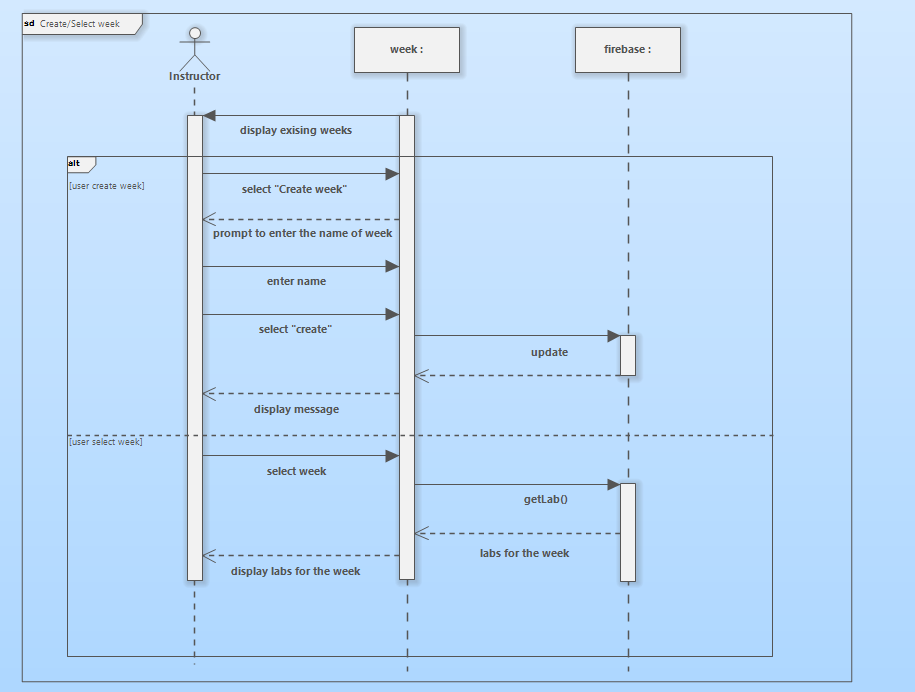 sd Create/Select week
Instructor
week :
firebase :
display exising weeks
alt
[user create week]
select "Create week"
prompt to enter the name of week
enter name
select "create"
update
display message
[user select week]
select week
getLab()
labs for the week
display labs for the week